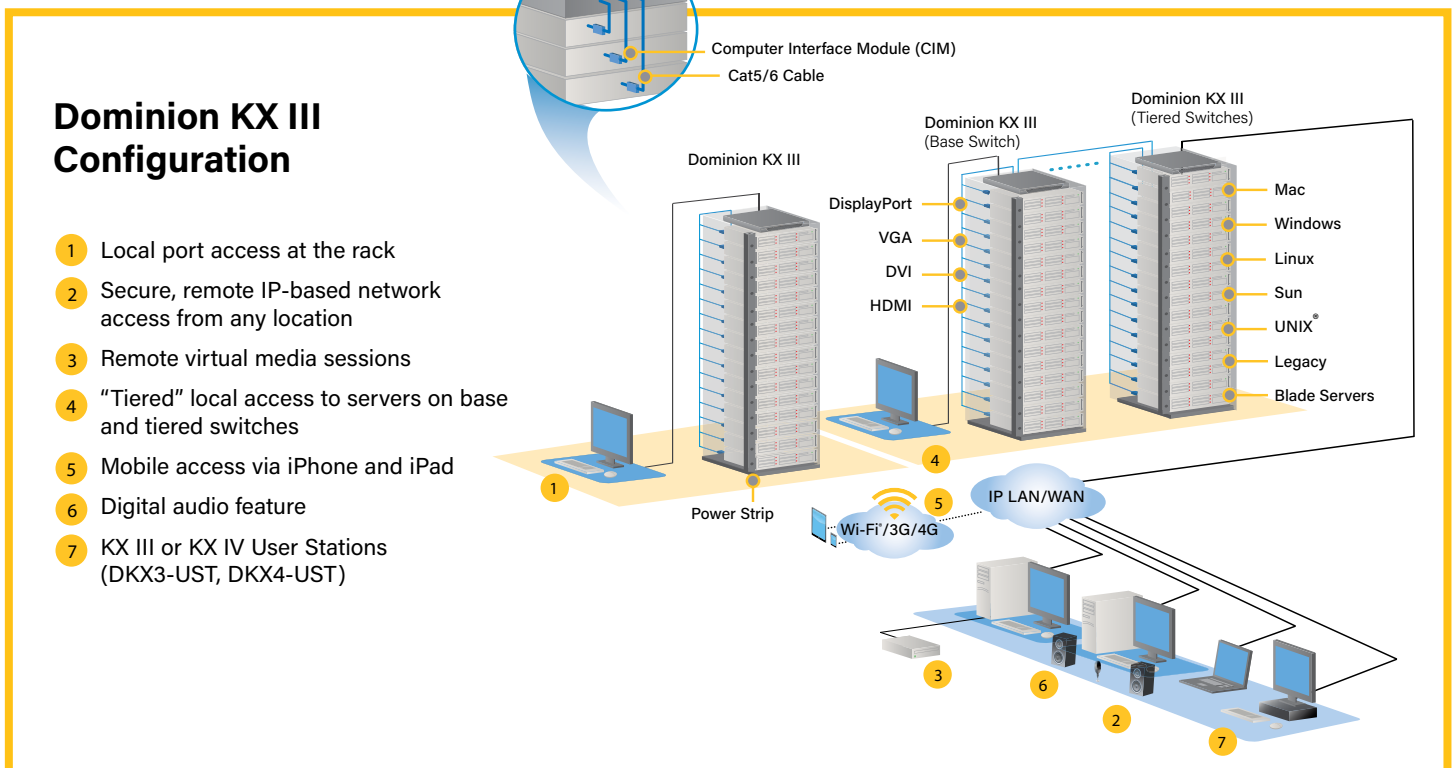 Computer Interface Module (CIM)
Cat5/6 Cable
Dominion KX III
Configuration
1 Local port access at the rack
2 Secure, remote IP-based network
access from any location
3 Remote virtual media sessions
4 “Tiered” local access to servers on base
and tiered switches
5 Mobile access via iPhone and iPad
6 Digital audio feature
7 KX III or KX IV User Stations
(DKX3-UST, DKX4-UST)
Dominion KX III
Dominion KX III
(Base Switch)
Dominion KX III
(Tiered Switches)
DisplayPort
VGA
DVI
HDMI
Mac
Windows
Linux
Sun
UNIX®
Legacy
Blade Servers
1
Power Strip
4
5
Wi-Fi®/3G/4G
IP LAN/WAN
3
6
2
7